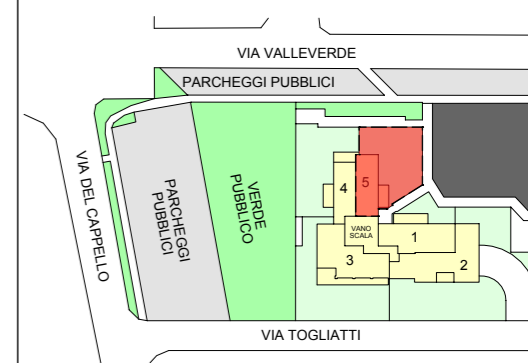 VIA VALLEVERDE
PARCHEGGI PUBBLICI
VIA DEL CAPPELLO
PARCHEGGI
PUBBLICI
VERDE
PUBBLICO
4
5
VANO
SCALA
1
3
2
VIA TOGLIATTI